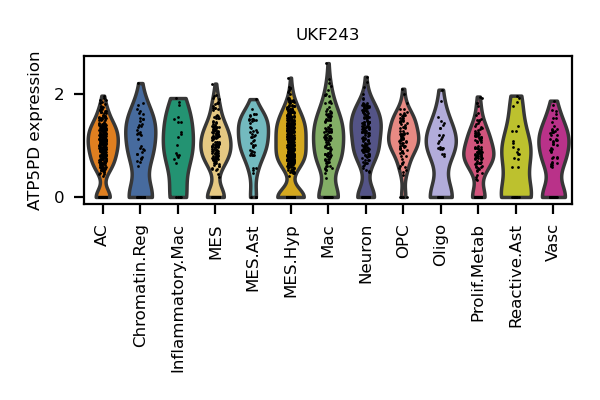 UKF243
ATP5PD expression
2
0
AC
Chromatin.Reg
Inflammatory.Mac
MES
MES.Ast
MES.Hyp
Mac
Neuron
OPC
Oligo
Prolif.Metab
Reactive.Ast
Vasc